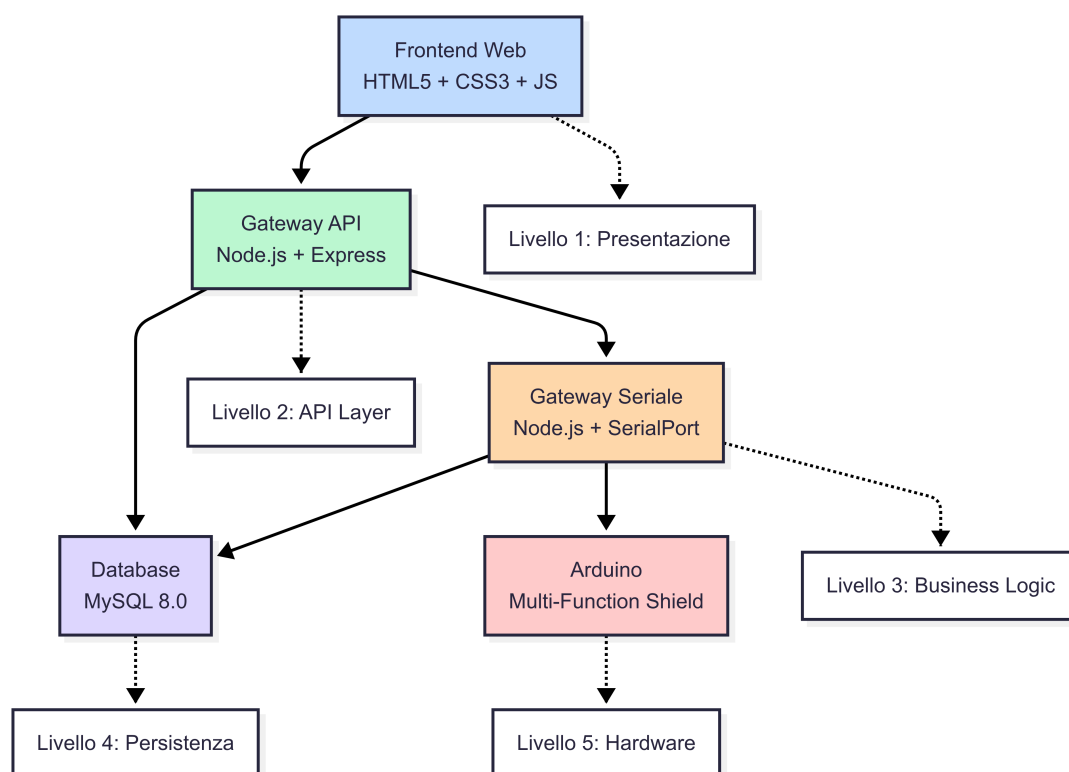 Frontend Web
HTML5 + CSS3 + JS
Gateway API
Node.js + Express
Livello 1: Presentazione
Livello 2: API Layer
Gateway Seriale
Node.js + SerialPort
Database
MySQL 8.0
Arduino
Multi-Function Shield
Livello 3: Business Logic
Livello 4: Persistenza
Livello 5: Hardware